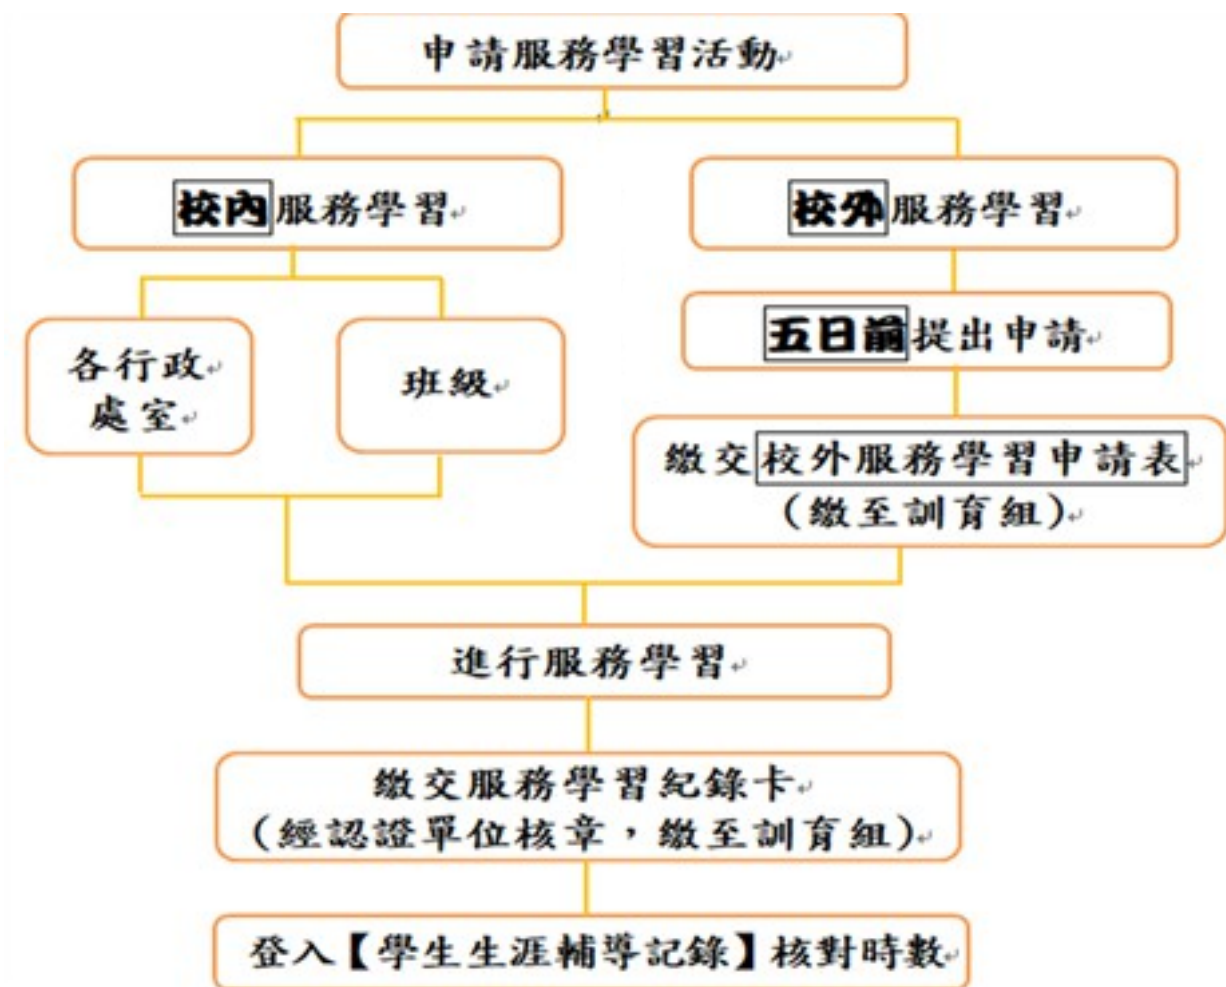 申請服務學習活動
校內服務學習
校外服務學習
五日前提出申請
各行政
處室
班級
繳交校外服務學習申請表
(繳至訓育組)
進行服務學習
繳交服務學習紀錄卡
(經認證單位核章，繳至訓育組)
登入【學生生涯輔導記錄】核對時數